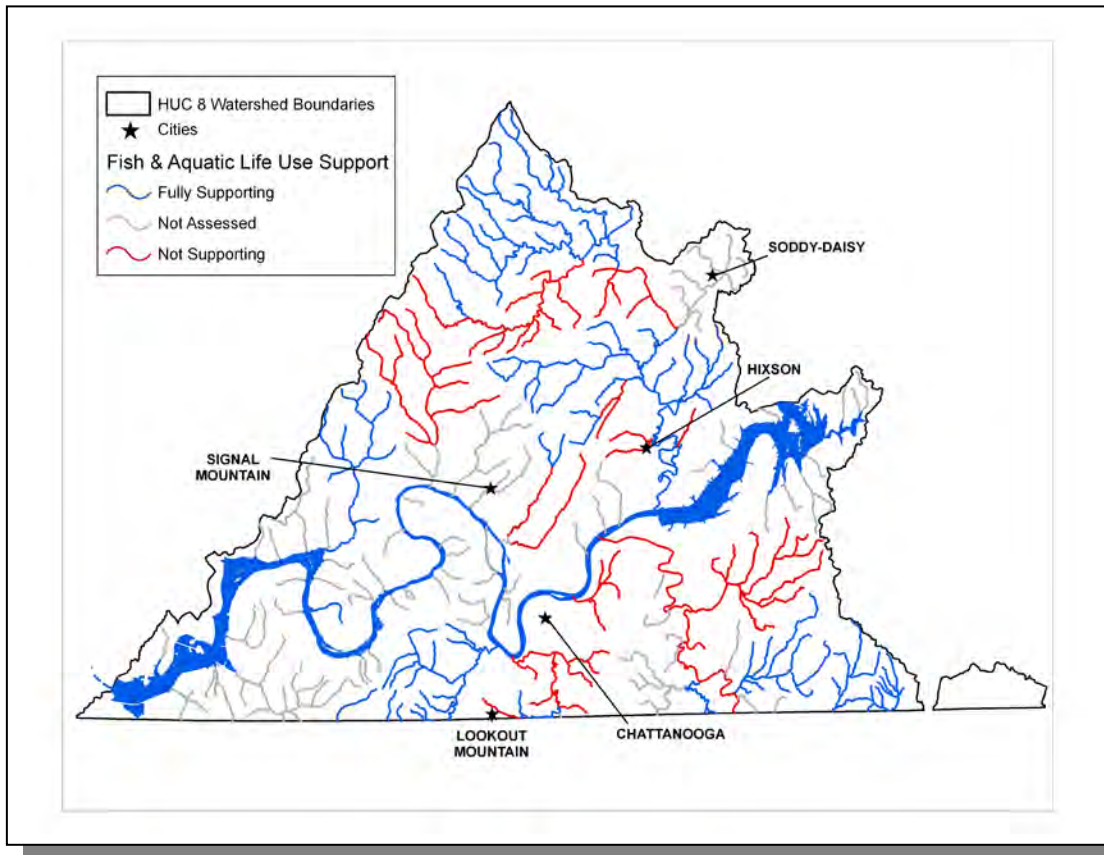 HUC 8 Watershed Boundaries
Cities
Fish & Aquatic Life Use Support
Fully Supporting
Not Assessed
Not Supporting
SODDY-DAISY
HIXSON
SIGNAL
MOUNTAIN
LOOKOUT
MOUNTAIN
CHATTANOOGA